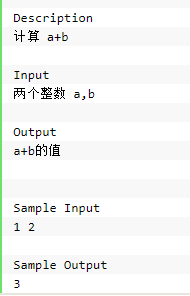 Description
计算 a+b
Input
两个整数 a,b
Output
a+b的值
Sample Input
1 2
Sample Output
3